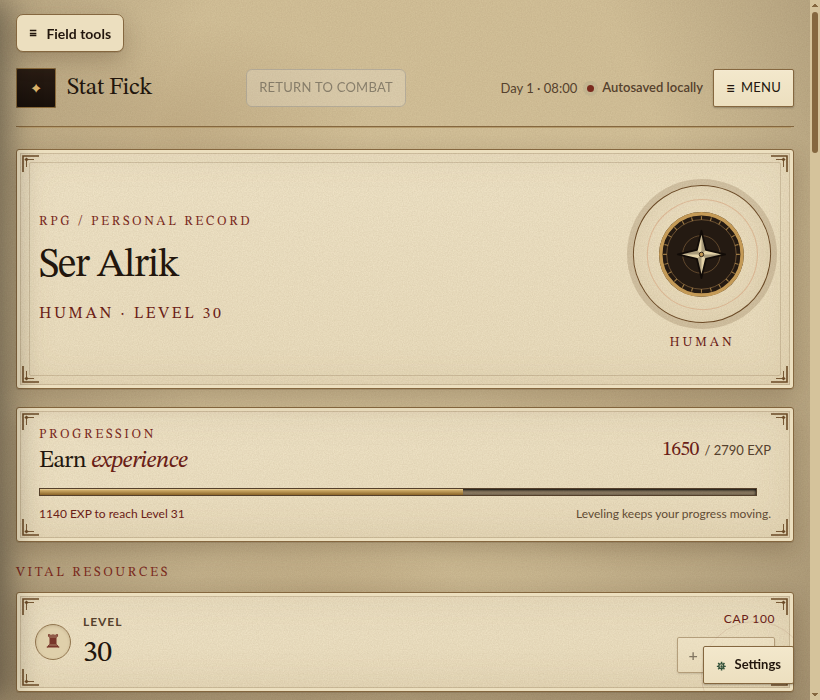 Field tools
Stat Fick
RETURN TO COMBAT
Day 1 · 08:00
Autosaved locally
MENU
RPG / PERSONAL RECORD
Ser Alrik
HUMAN · LEVEL 30
HUMAN
PROGRESSION
Earn experience
1650 / 2790 EXP
1140 EXP to reach Level 31
Leveling keeps your progress moving.
VITAL RESOURCES
LEVEL
30
CAP 100
+
Settings